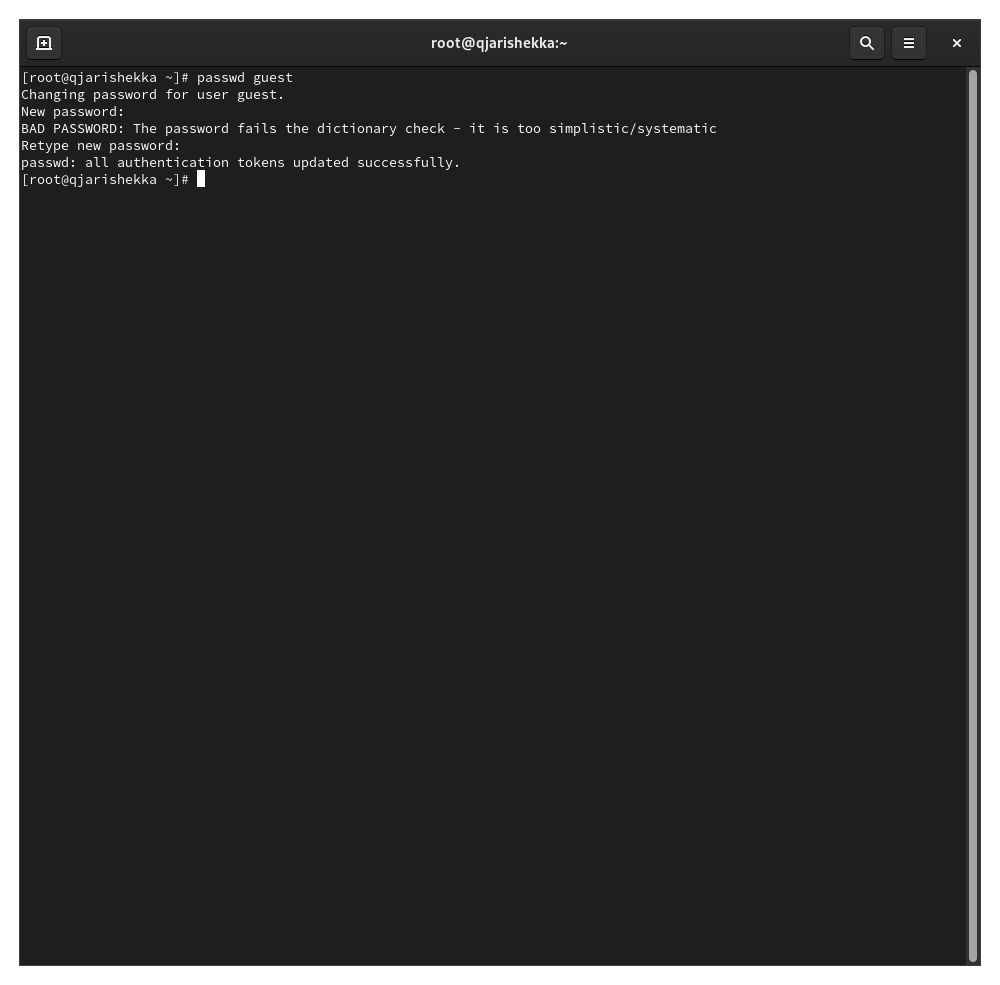 root@qjarishekka:~
[root@qjarishekka ~]# passwd guest
Changing password for user guest.
New password:
BAD PASSWORD: The password fails the dictionary check - it is too simplistic/systematic
Retype new password:
passwd: all authentication tokens updated successfully.
[root@qjarishekka ~]#